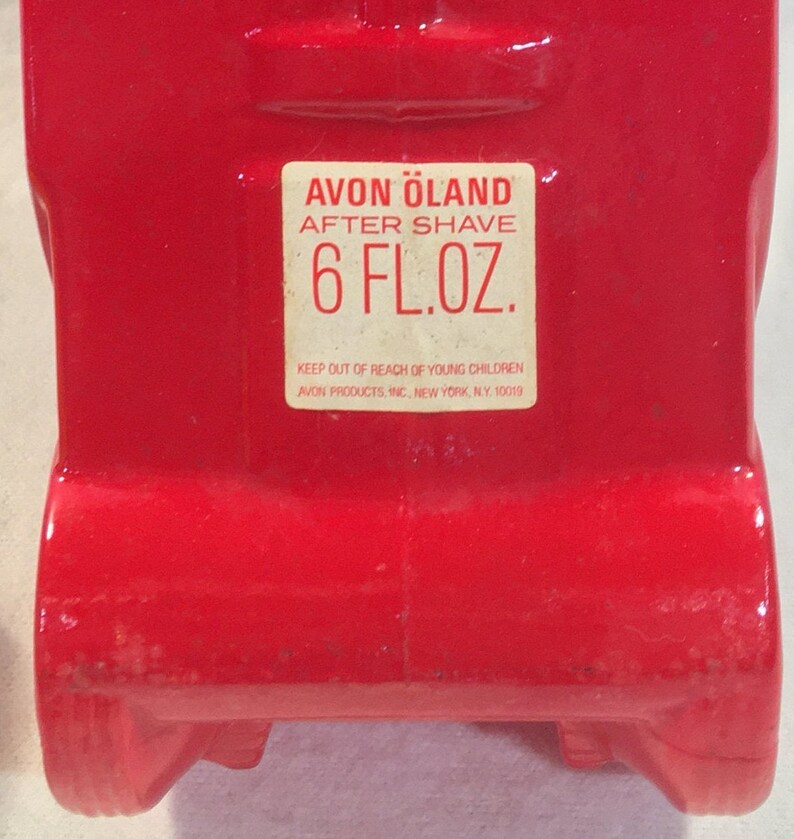 AVON ÖLAND
AFTER SHAVE
6 FL.OZ.
KEEP OUT OF REACH OF YOUNG CHILDREN
AVON PRODUCTS, INC., NEW YORK, N.Y. 10019